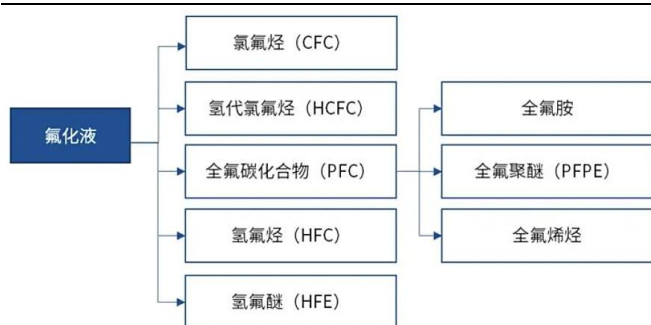 氟化液
氯氟烃（CFC）
氢代氯氟烃（HCFC）
全氟碳化合物（PFC）
氢氟烃（HFC）
氢氟醚（HFE）
全氟胺
全氟聚醚（PFPE）
全氟烯烃